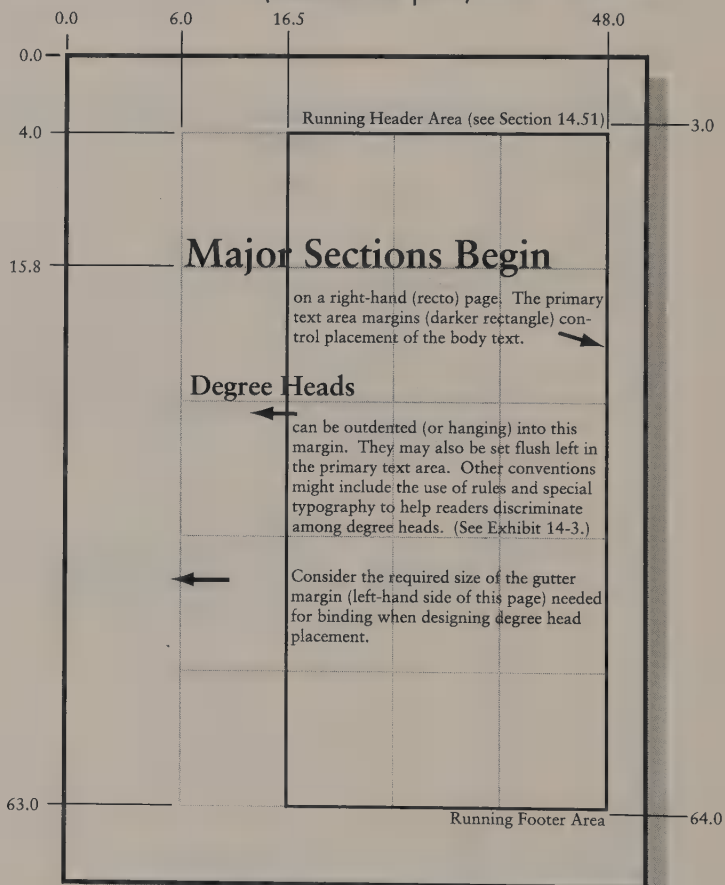 0.0 6.0 16.5 48.0
0.0
Running Header Area (see Section 14.51)
3.0
4.0
Major Sections Begin
15.8
on a right-hand (recto) page. The primary
text area margins (darker rectangle) con-
trol placement of the body text.
Degree Heads
can be outdented (or hanging) into this
margin. They may also be set flush left in
the primary text area. Other conventions
might include the use of rules and special
typography to help readers discriminate
among degree heads. (See Exhibit 14-3.)
Consider the required size of the gutter
margin (left-hand side of this page) needed
for binding when designing degree head
placement.
63.0
Running Footer Area
64.0